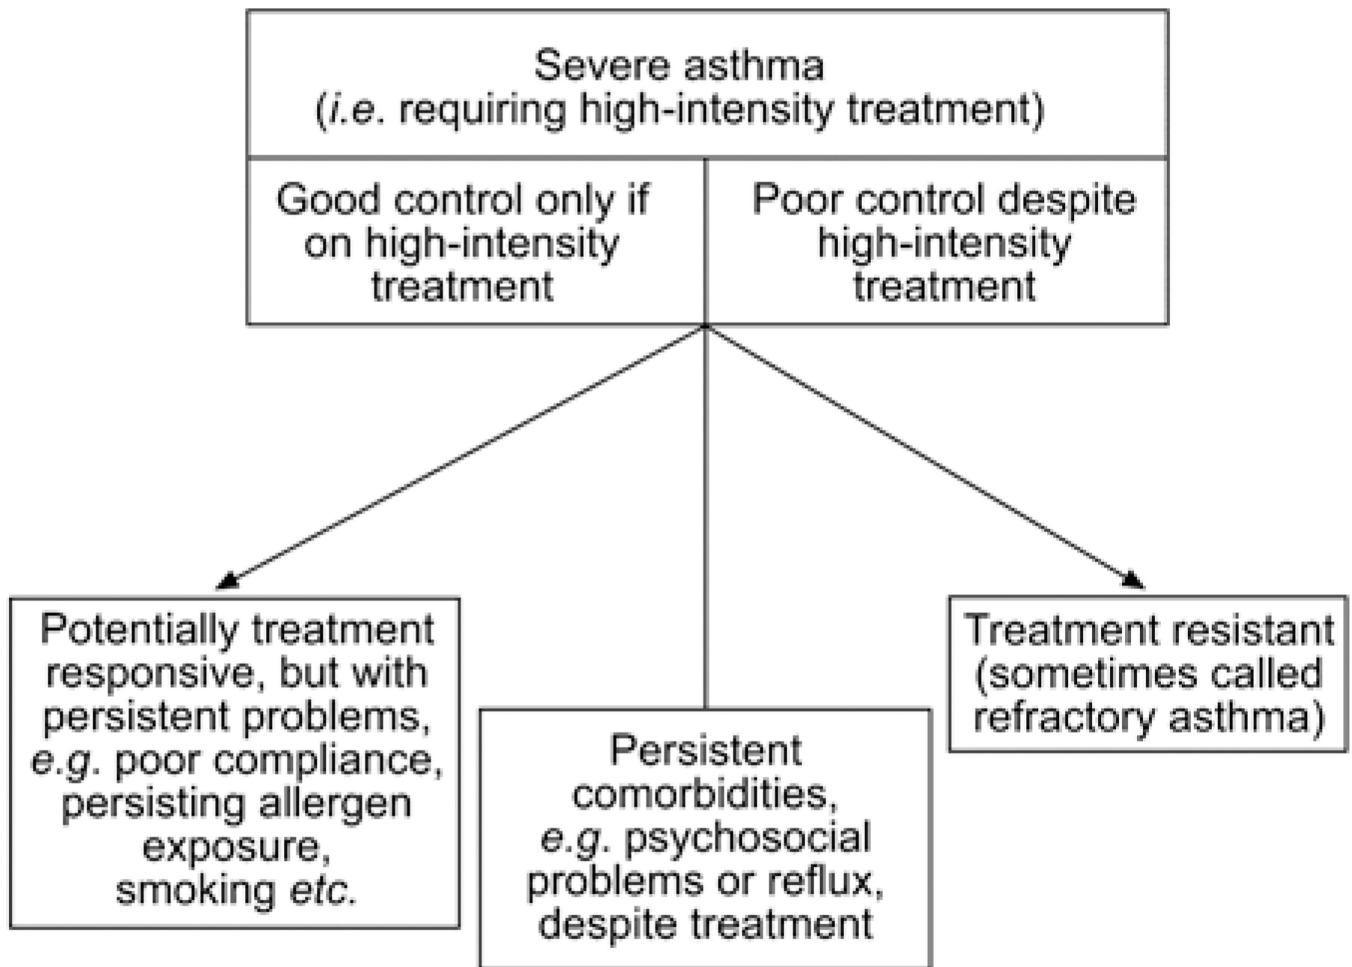 Severe asthma
(i.e. requiring high-intensity treatment)
Good control only if
on high-intensity
treatment
Poor control despite
high-intensity
treatment
Potentially treatment
responsive, but with
persistent problems,
e.g. poor compliance,
persisting allergen
exposure,
smoking etc.
Persistent
comorbidities,
e.g. psychosocial
problems or reflux,
despite treatment
Treatment resistant
(sometimes called
refractory asthma)